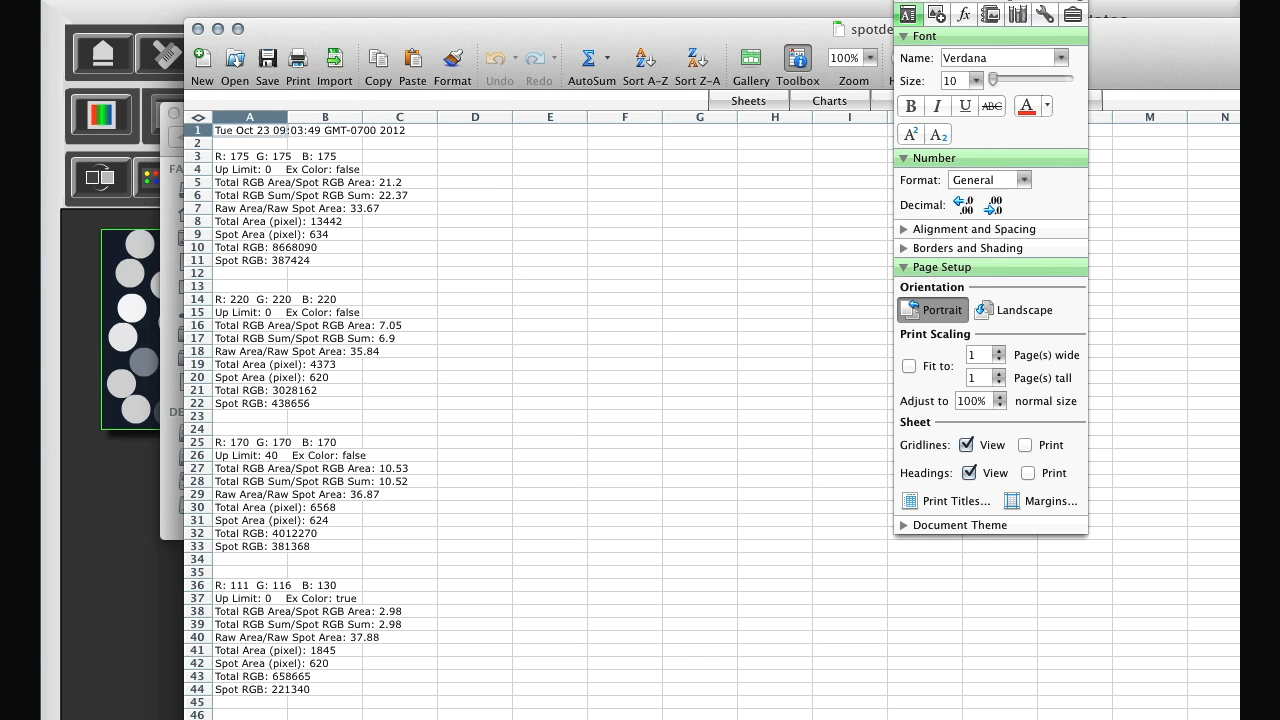 spotde
New Open Save Print Import Copy Paste Format Undo Redo AutoSum Sort A-Z Sort Z-A Gallery Toolbox Zoom
100%
Sheets Charts
A B C D E F G H I M N
1 Tue Oct 23 09:03:49 GMT-0700 2012
2
3 R: 175 G: 175 B: 175
4 Up Limit: 0 Ex Color: false
5 Total RGB Area/Spot RGB Area: 21.2
6 Total RGB Sum/Spot RGB Sum: 22.37
7 Raw Area/Raw Spot Area: 33.67
8 Total Area (pixel): 13442
9 Spot Area (pixel): 634
10 Total RGB: 8668090
11 Spot RGB: 387424
12
13
14 R: 220 G: 220 B: 220
15 Up Limit: 0 Ex Color: false
16 Total RGB Area/Spot RGB Area: 7.05
17 Total RGB Sum/Spot RGB Sum: 6.9
18 Raw Area/Raw Spot Area: 35.84
19 Total Area (pixel): 4373
20 Spot Area (pixel): 620
21 Total RGB: 3028162
22 Spot RGB: 438656
23
24
25 R: 170 G: 170 B: 170
26 Up Limit: 40 Ex Color: false
27 Total RGB Area/Spot RGB Area: 10.53
28 Total RGB Sum/Spot RGB Sum: 10.52
29 Raw Area/Raw Spot Area: 36.87
30 Total Area (pixel): 6568
31 Spot Area (pixel): 624
32 Total RGB: 4012270
33 Spot RGB: 381368
34
35
36 R: 111 G: 116 B: 130
37 Up Limit: 0 Ex Color: true
38 Total RGB Area/Spot RGB Area: 2.98
39 Total RGB Sum/Spot RGB Sum: 2.98
40 Raw Area/Raw Spot Area: 37.88
41 Total Area (pixel): 1845
42 Spot Area (pixel): 620
43 Total RGB: 658665
44 Spot RGB: 221340
45
46
FA
DE
Font
Name: Verdana
Size: 10
B I U ABC A
A2 A2
Number
Format: General
Decimal: .0 .00 .00 .0
Alignment and Spacing
Borders and Shading
Page Setup
Orientation
Portrait Landscape
Print Scaling
Fit to: 1 Page(s) wide
1 Page(s) tall
Adjust to 100% normal size
Sheet
Gridlines: View Print
Headings: View Print
Print Titles... Margins...
Document Theme